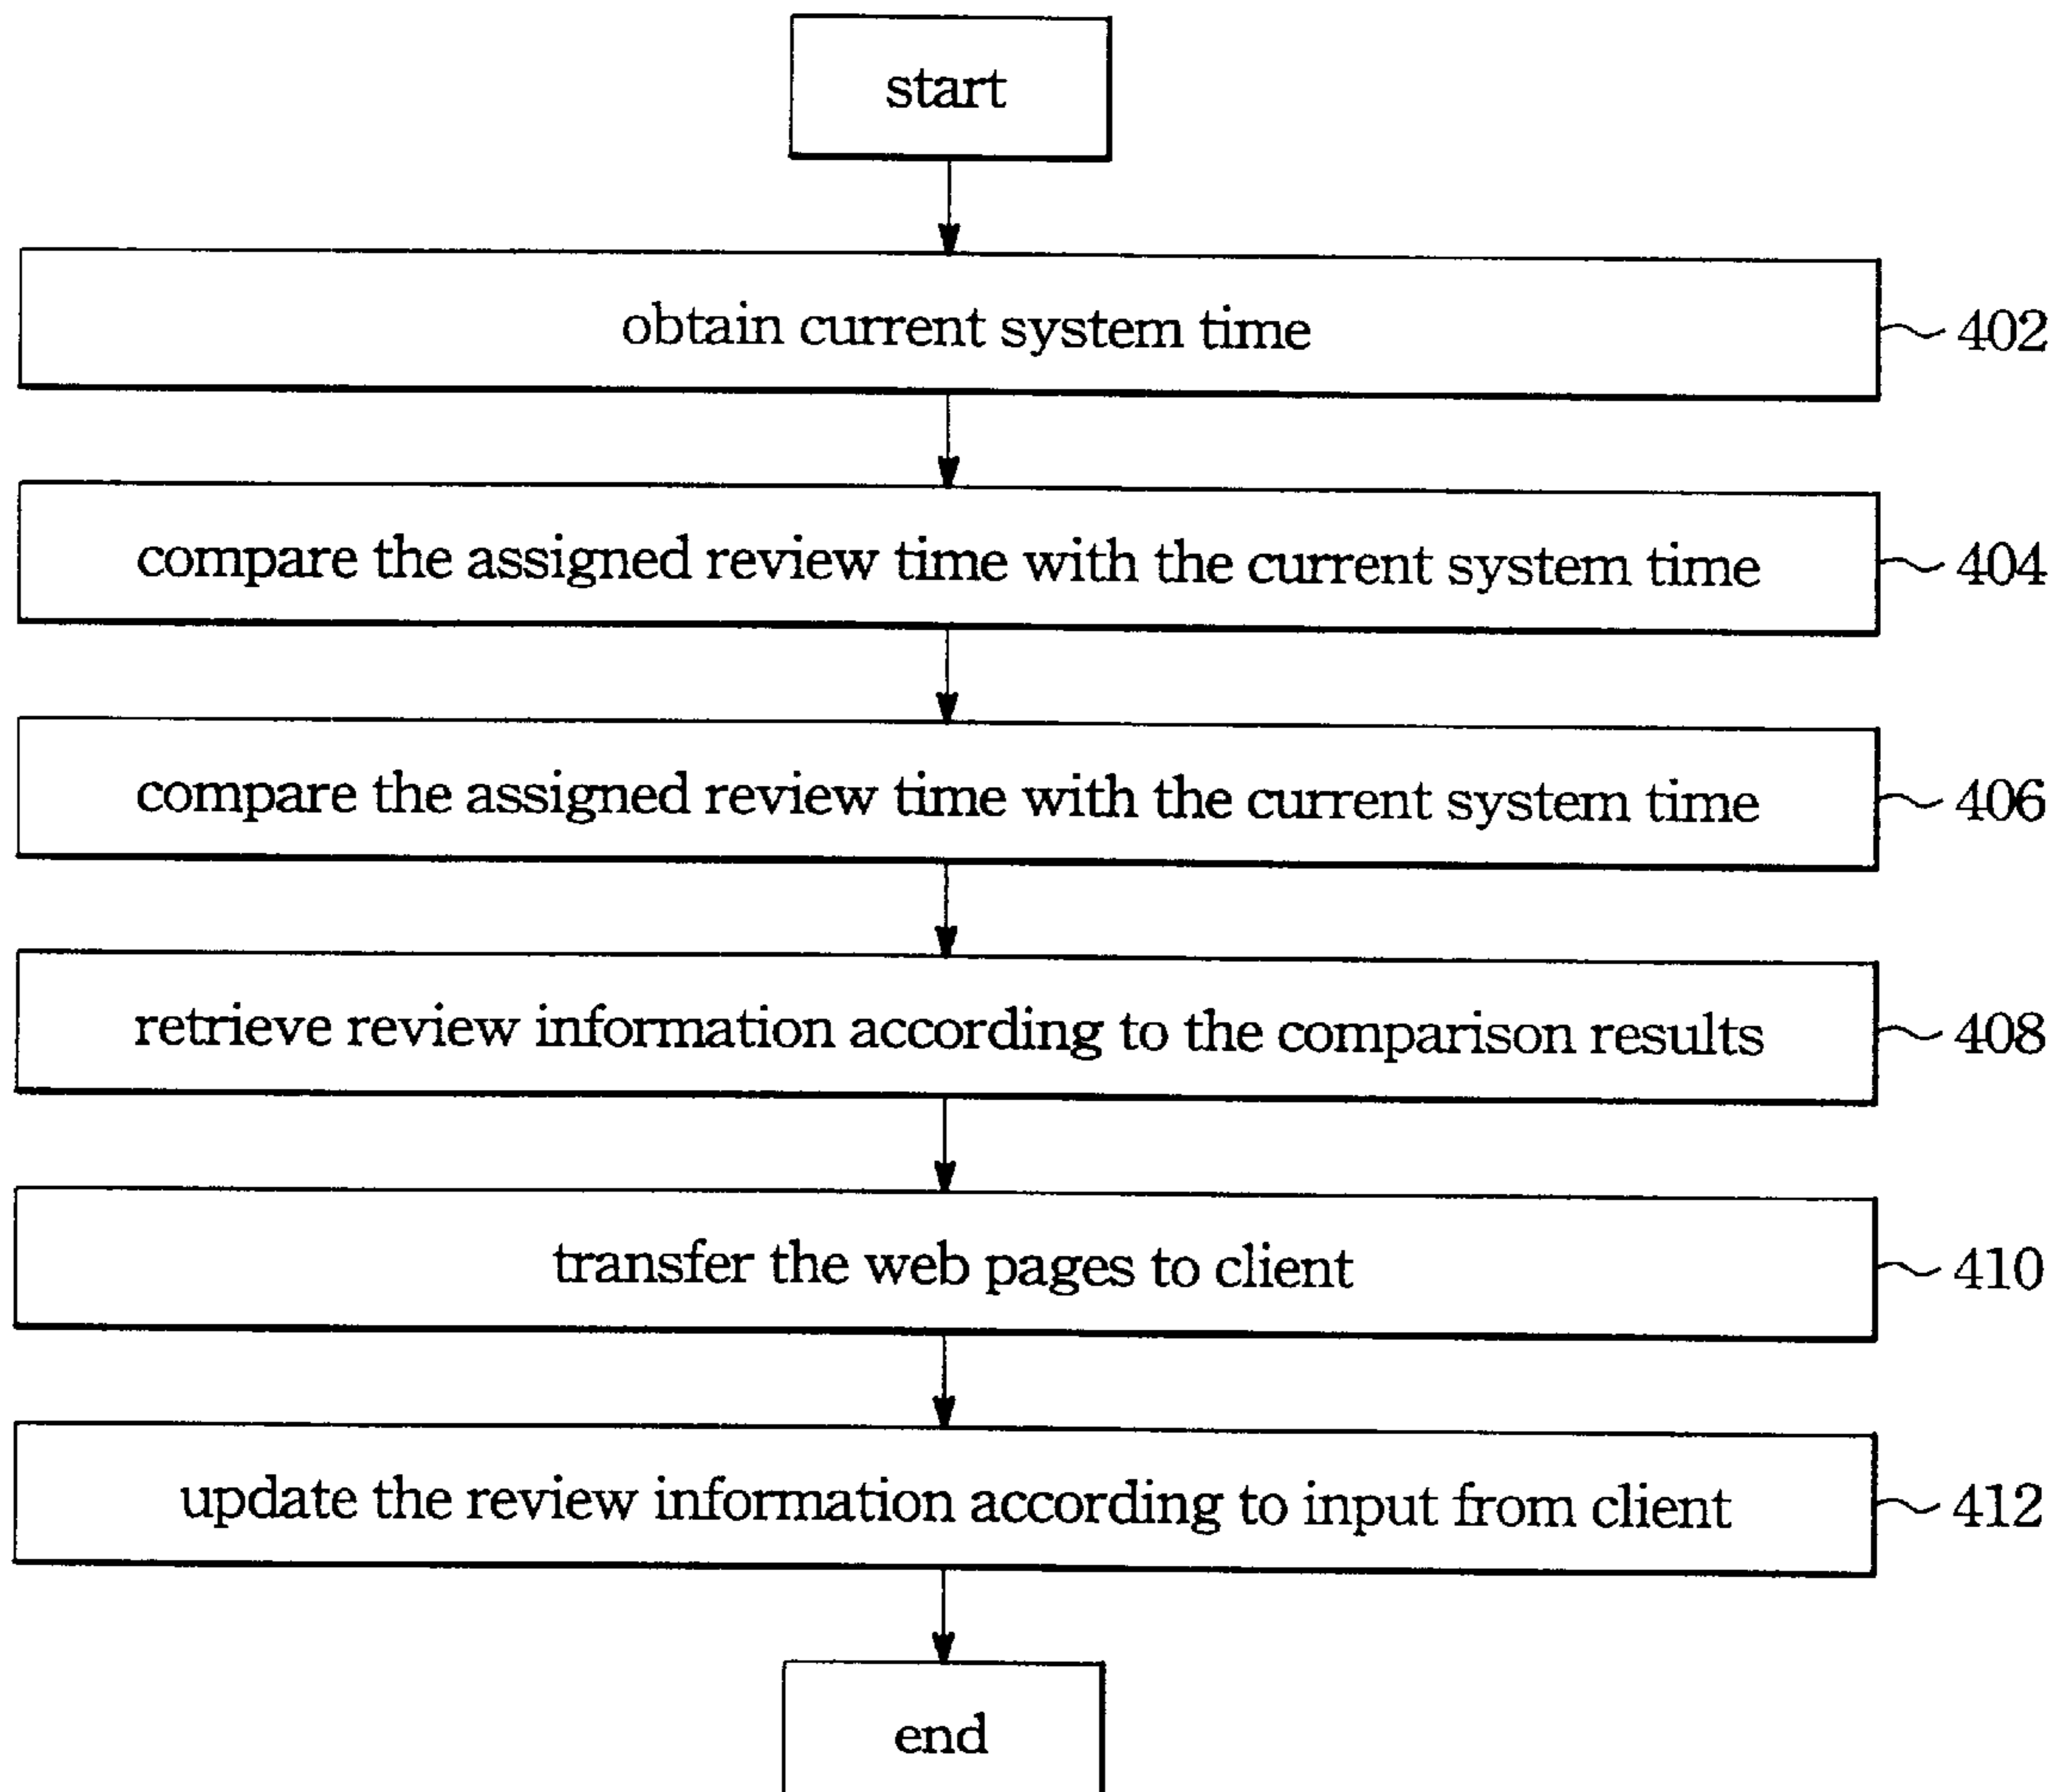 start
obtain current system time
402
compare the assigned review time with the current system time
404
compare the assigned review time with the current system time
406
retrieve review information according to the comparison results
408
transfer the web pages to client
410
update the review information according to input from client
412
end